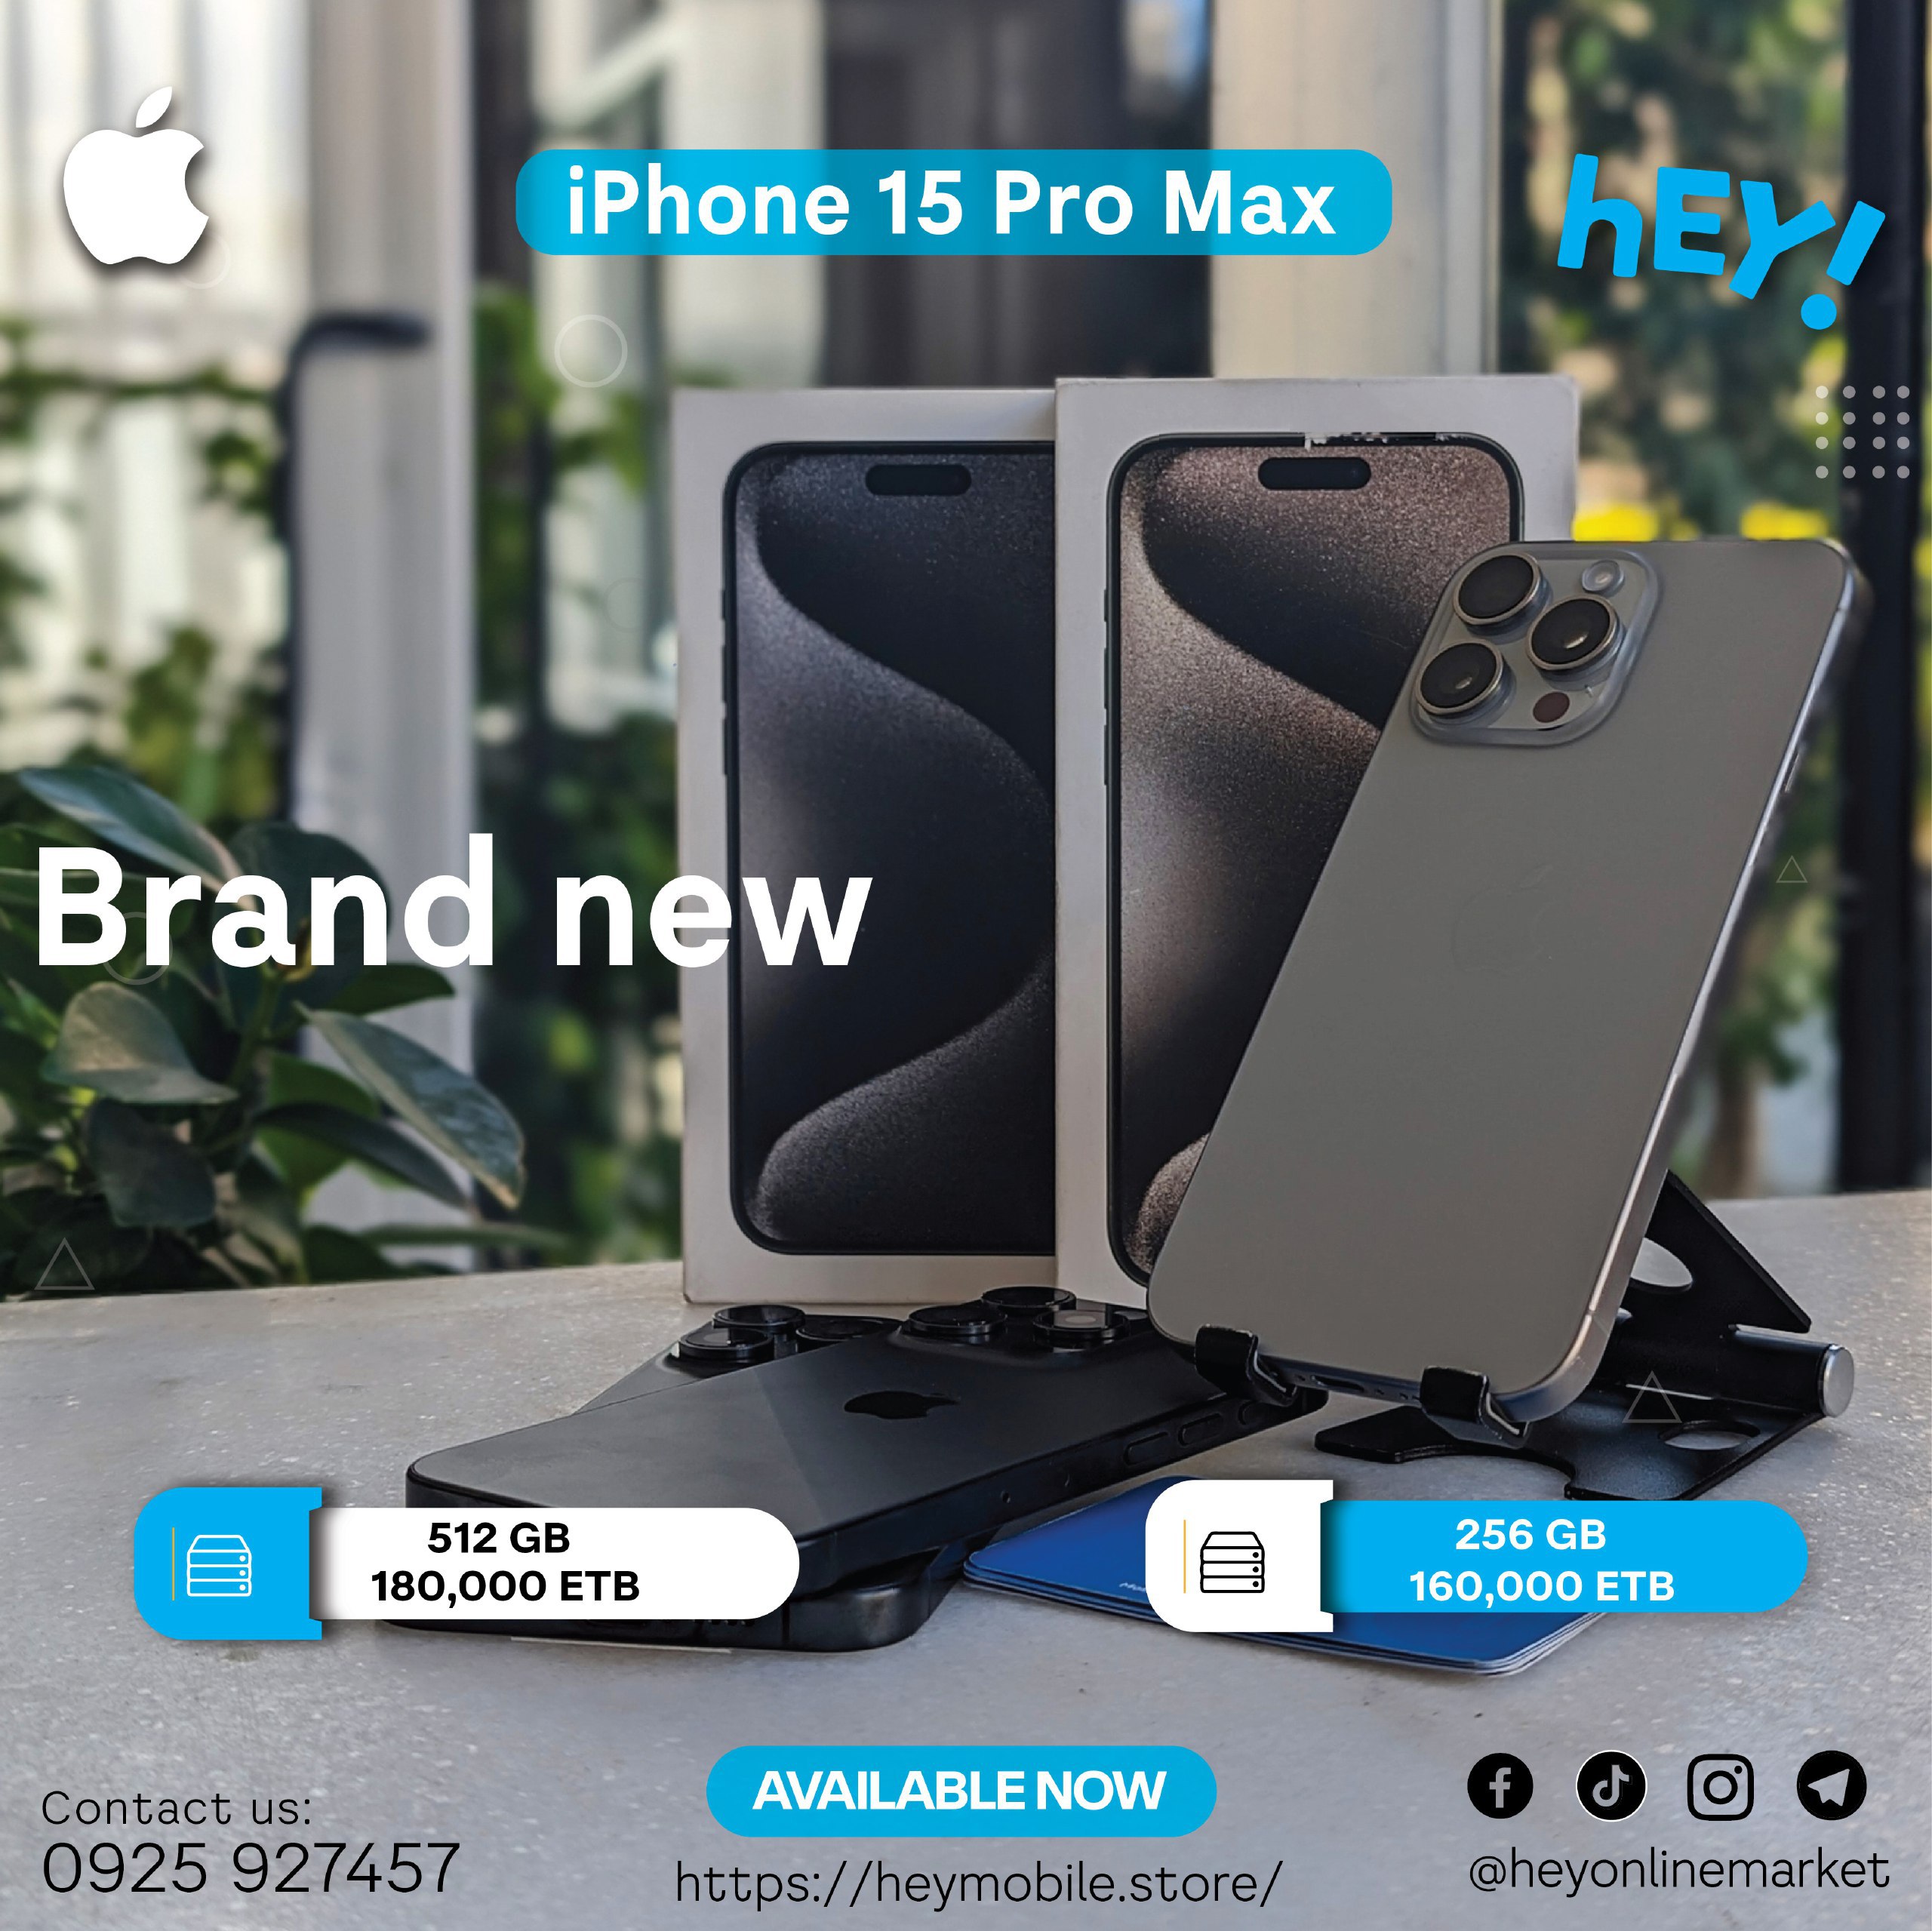 iPhone 15 Pro Max
hEY!
Brand new
512 GB
180,000 ETB
256 GB
160,000 ETB
AVAILABLE NOW
Contact us:
0925 927457
https://heymobile.store/
@heyonlinemarket